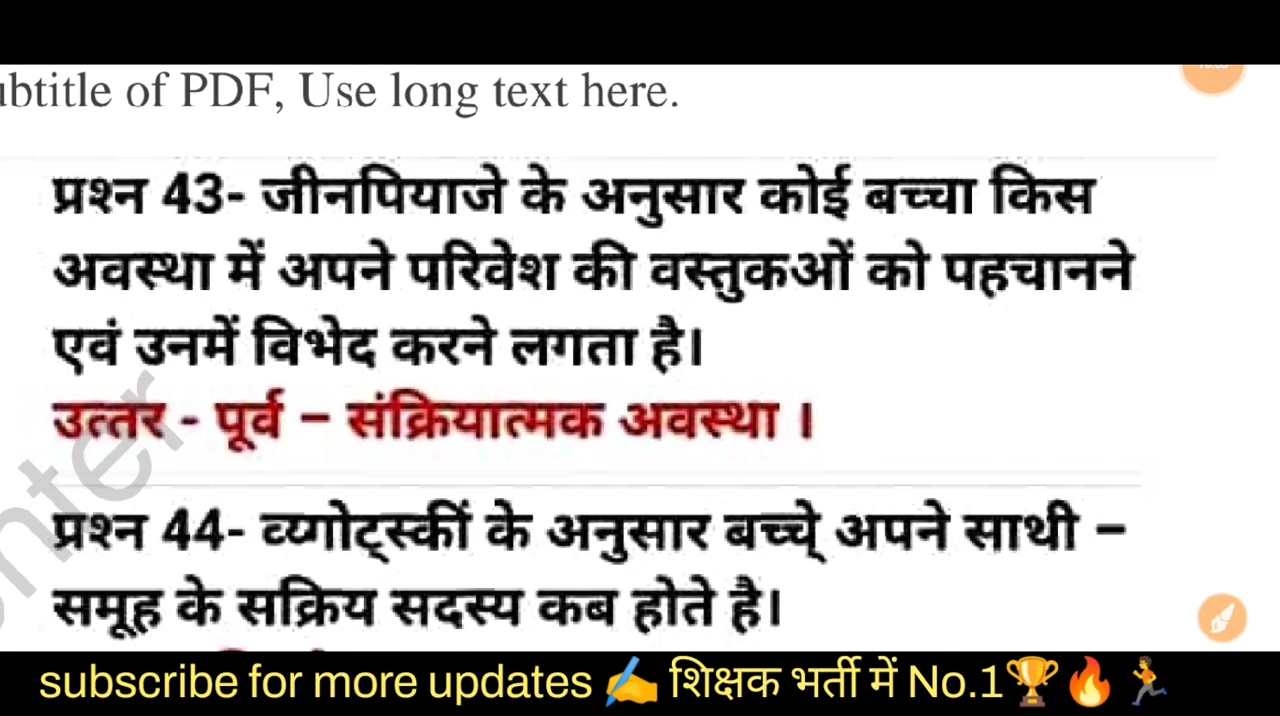 ubtitle of PDF, Use long text here.
प्रश्न 43- जीनपियाजे के अनुसार कोई बच्चा किस
अवस्था में अपने परिवेश की वस्तुकओं को पहचानने
एवं उनमें विभेद करने लगता है।
उत्तर - पूर्व – संक्रियात्मक अवस्था ।
प्रश्न 44- व्य्गोट्स्कीं के अनुसार बच्चे् अपने साथी –
समूह के सक्रिय सदस्य कब होते है।
subscribe for more updates ✍️ शिक्षक भर्ती में No.1🏆🔥🏃